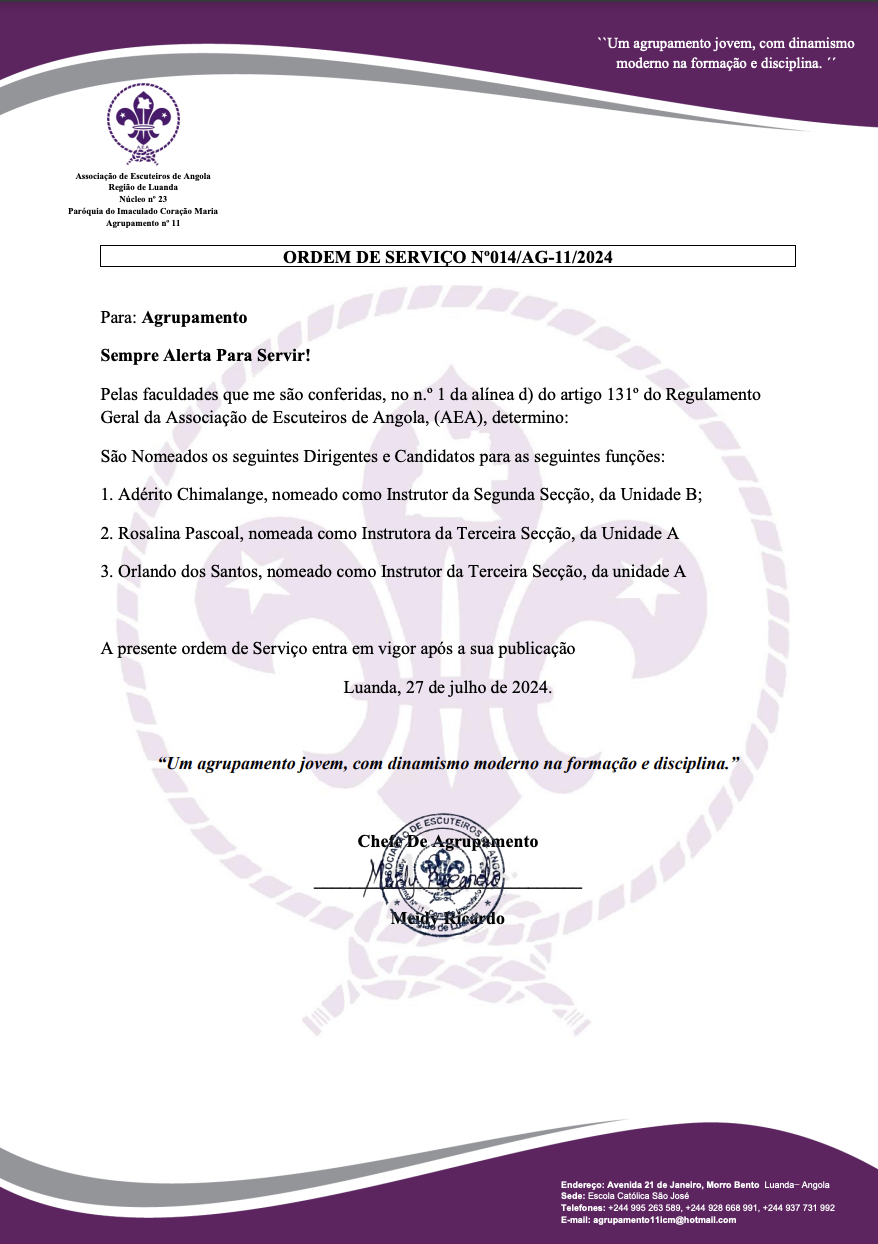 ``Um agrupamento jovem, com dinamismo
moderno na formação e disciplina. ´´
A.E.A.
Associação de Escuteiros de Angola
Região de Luanda
Núcleo nº 23
Paróquia do Imaculado Coração Maria
Agrupamento nº 11
ORDEM DE SERVIÇO Nº014/AG-11/2024
Para: Agrupamento
Sempre Alerta Para Servir!
Pelas faculdades que me são conferidas, no n.º 1 da alínea d) do artigo 131º do Regulamento
Geral da Associação de Escuteiros de Angola, (AEA), determino:
São Nomeados os seguintes Dirigentes e Candidatos para as seguintes funções:
1. Adérito Chimalange, nomeado como Instrutor da Segunda Secção, da Unidade B;
2. Rosalina Pascoal, nomeada como Instrutora da Terceira Secção, da Unidade A
3. Orlando dos Santos, nomeado como Instrutor da Terceira Secção, da unidade A
A presente ordem de Serviço entra em vigor após a sua publicação
Luanda, 27 de julho de 2024.
“Um agrupamento jovem, com dinamismo moderno na formação e disciplina.”
Chefe De Agrupamento
ASSOCIAÇÃO DE ESCUTEIROS DE ANGOLA
Região de Luanda
Meidy Ricardo
Endereço: Avenida 21 de Janeiro, Morro Bento Luanda– Angola
Sede: Escola Católica São José
Telefones: +244 995 263 589, +244 928 668 991, +244 937 731 992
E-mail: agrupamento11icm@hotmail.com